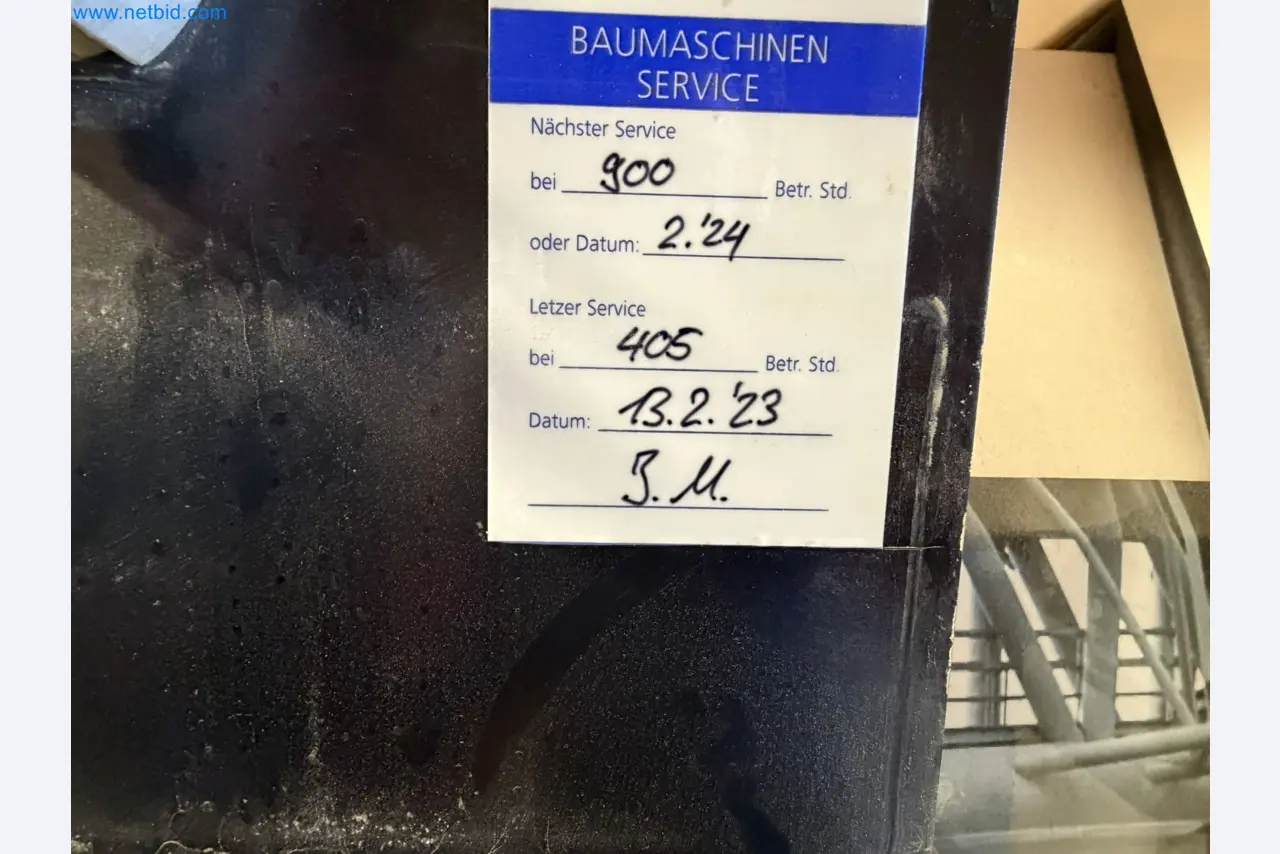 www.netbid.com
BAUMASCHINEN
SERVICE
Nächster Service
bei 900 Betr. Std.
oder Datum: 2.'24
Letzer Service
bei 405 Betr. Std.
Datum: 13.2.'23
J.M.